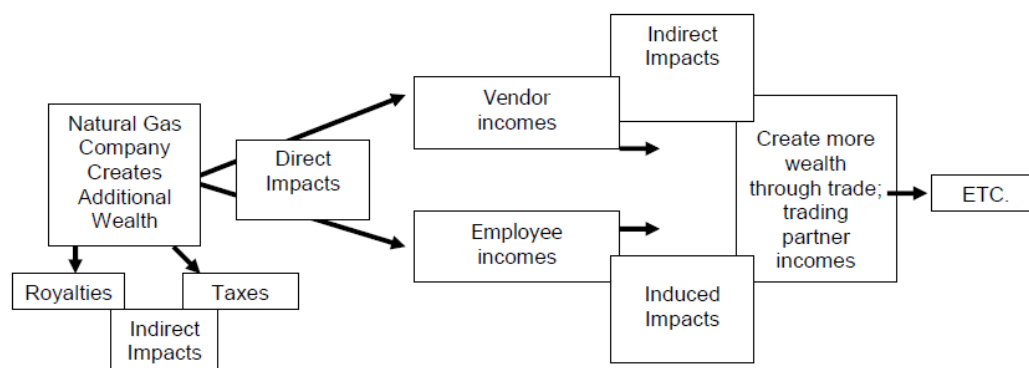 Natural Gas
Company
Creates
Additional
Wealth
Royalties
Taxes
Indirect
Impacts
Direct
Impacts
Vendor
incomes
Employee
incomes
Indirect
Impacts
Induced
Impacts
Create more
wealth
through trade;
trading
partner
incomes
ETC.